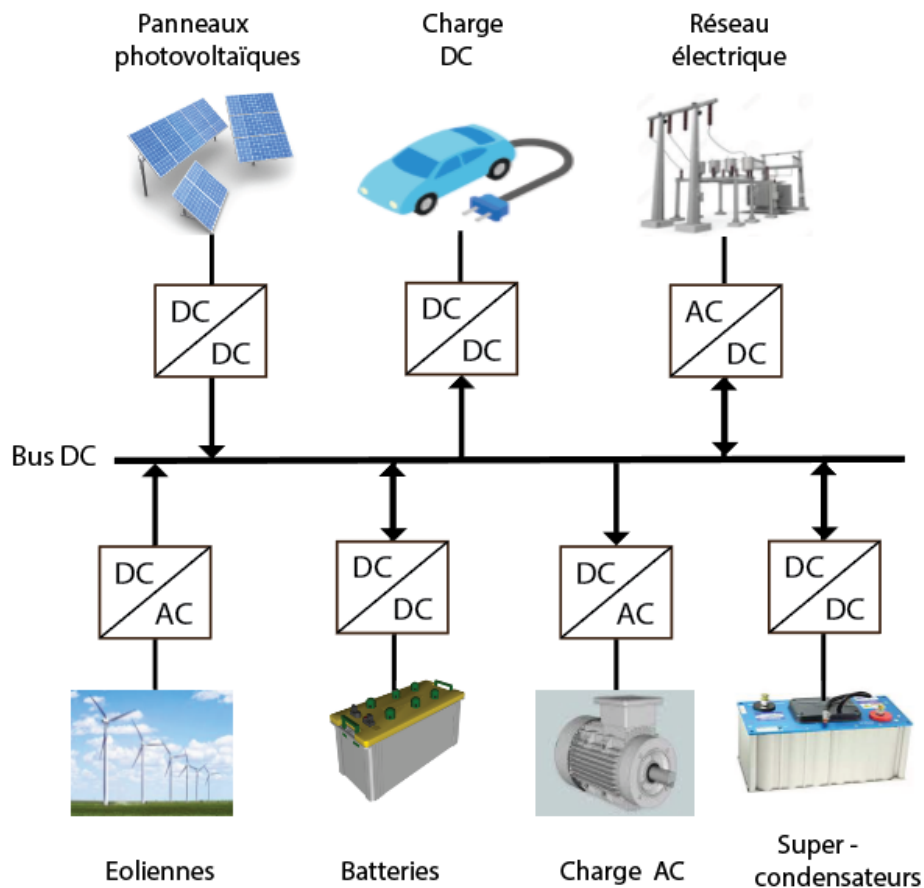 Panneaux
photovoltaïques
Charge
DC
Réseau
électrique
DC
DC
DC
DC
AC
DC
Bus DC
DC
AC
DC
DC
DC
AC
DC
DC
Eoliennes
Batteries
Charge AC
Super -
condensateurs